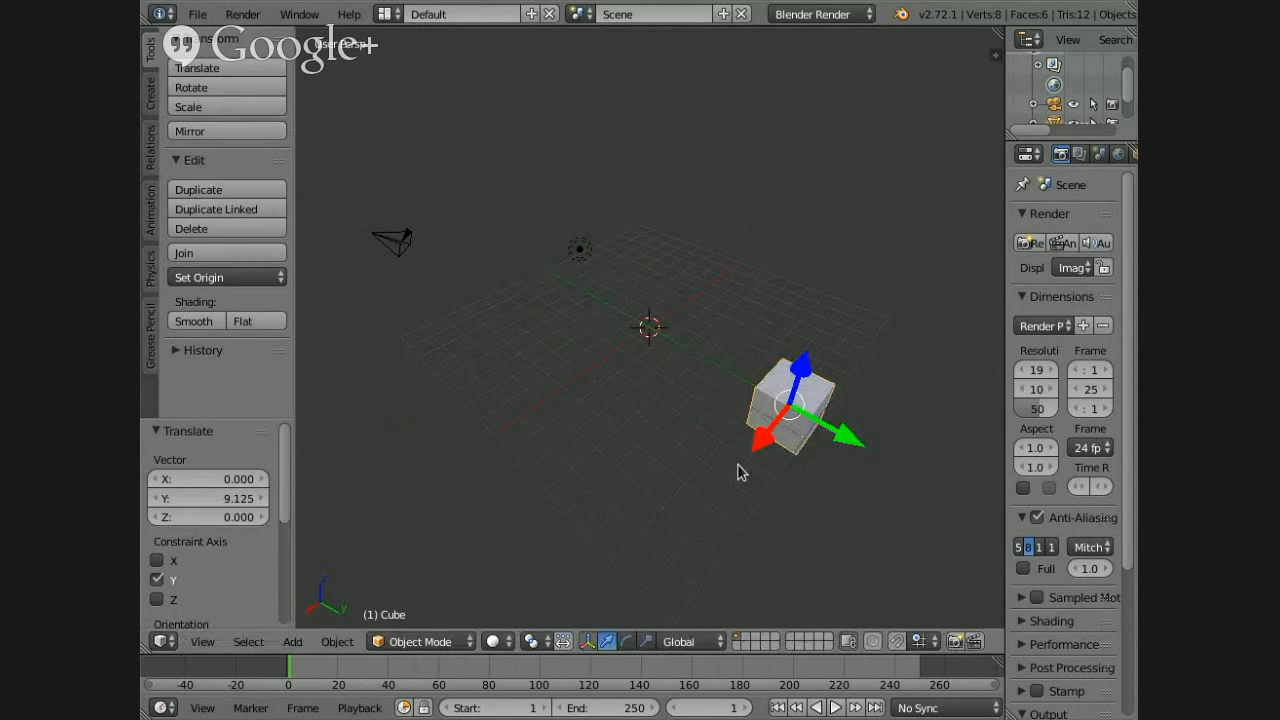 File Render Window Help Default Scene Blender Render v2.72.1 | Verts:8 | Faces:6 | Tris:12 | Objects
Google+
Tools
Create
Relations
Animation
Physics
Grease Pencil
Transform
Translate
Rotate
Scale
Mirror
Edit
Duplicate
Duplicate Linked
Delete
Join
Set Origin
Shading:
Smooth Flat
History
Translate
Vector
X: 0.000
Y: 9.125
Z: 0.000
Constraint Axis
X
Y
Z
Orientation
(1) Cube
View Select Add Object Object Mode Global
-40 -20 0 20 40 60 80 100 120 140 160 180 200 220 240 260
View Marker Frame Playback Start: 1 End: 250 1 No Sync
View Search
Scene
Render
Re An Au
Displ Imag
Dimensions
Render P
Resoluti Frame
19 : 1
10 25
50 : 1
Aspect Frame
1.0 24 fp
1.0 Time R
Anti-Aliasing
5 8 1 1 Mitch
Full 1.0
Sampled Mot
Shading
Performance
Post Processing
Stamp
Output